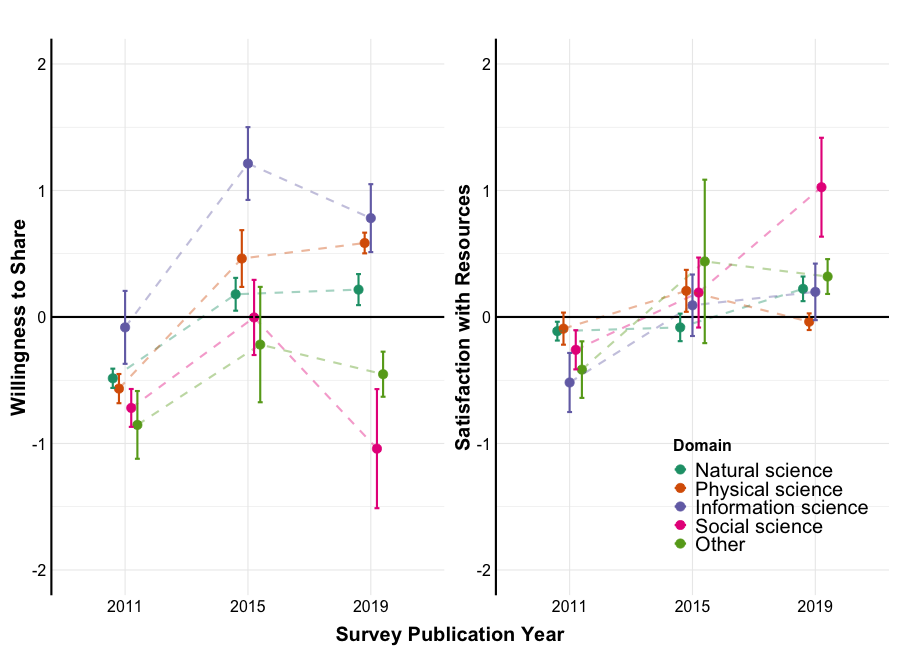 Willingness to Share
2
1
0
-1
-2
2011 2015 2019
Satisfaction with Resources
2
1
0
-1
-2
2011 2015 2019
Domain
Natural science
Physical science
Information science
Social science
Other
Survey Publication Year